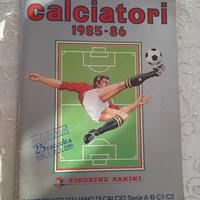 calciatori
1985-86
25ª raccolta
FIGURINE PANINI
CAMPIONATO ITALIANO DI CALCIO Serie A-B-C1-C2